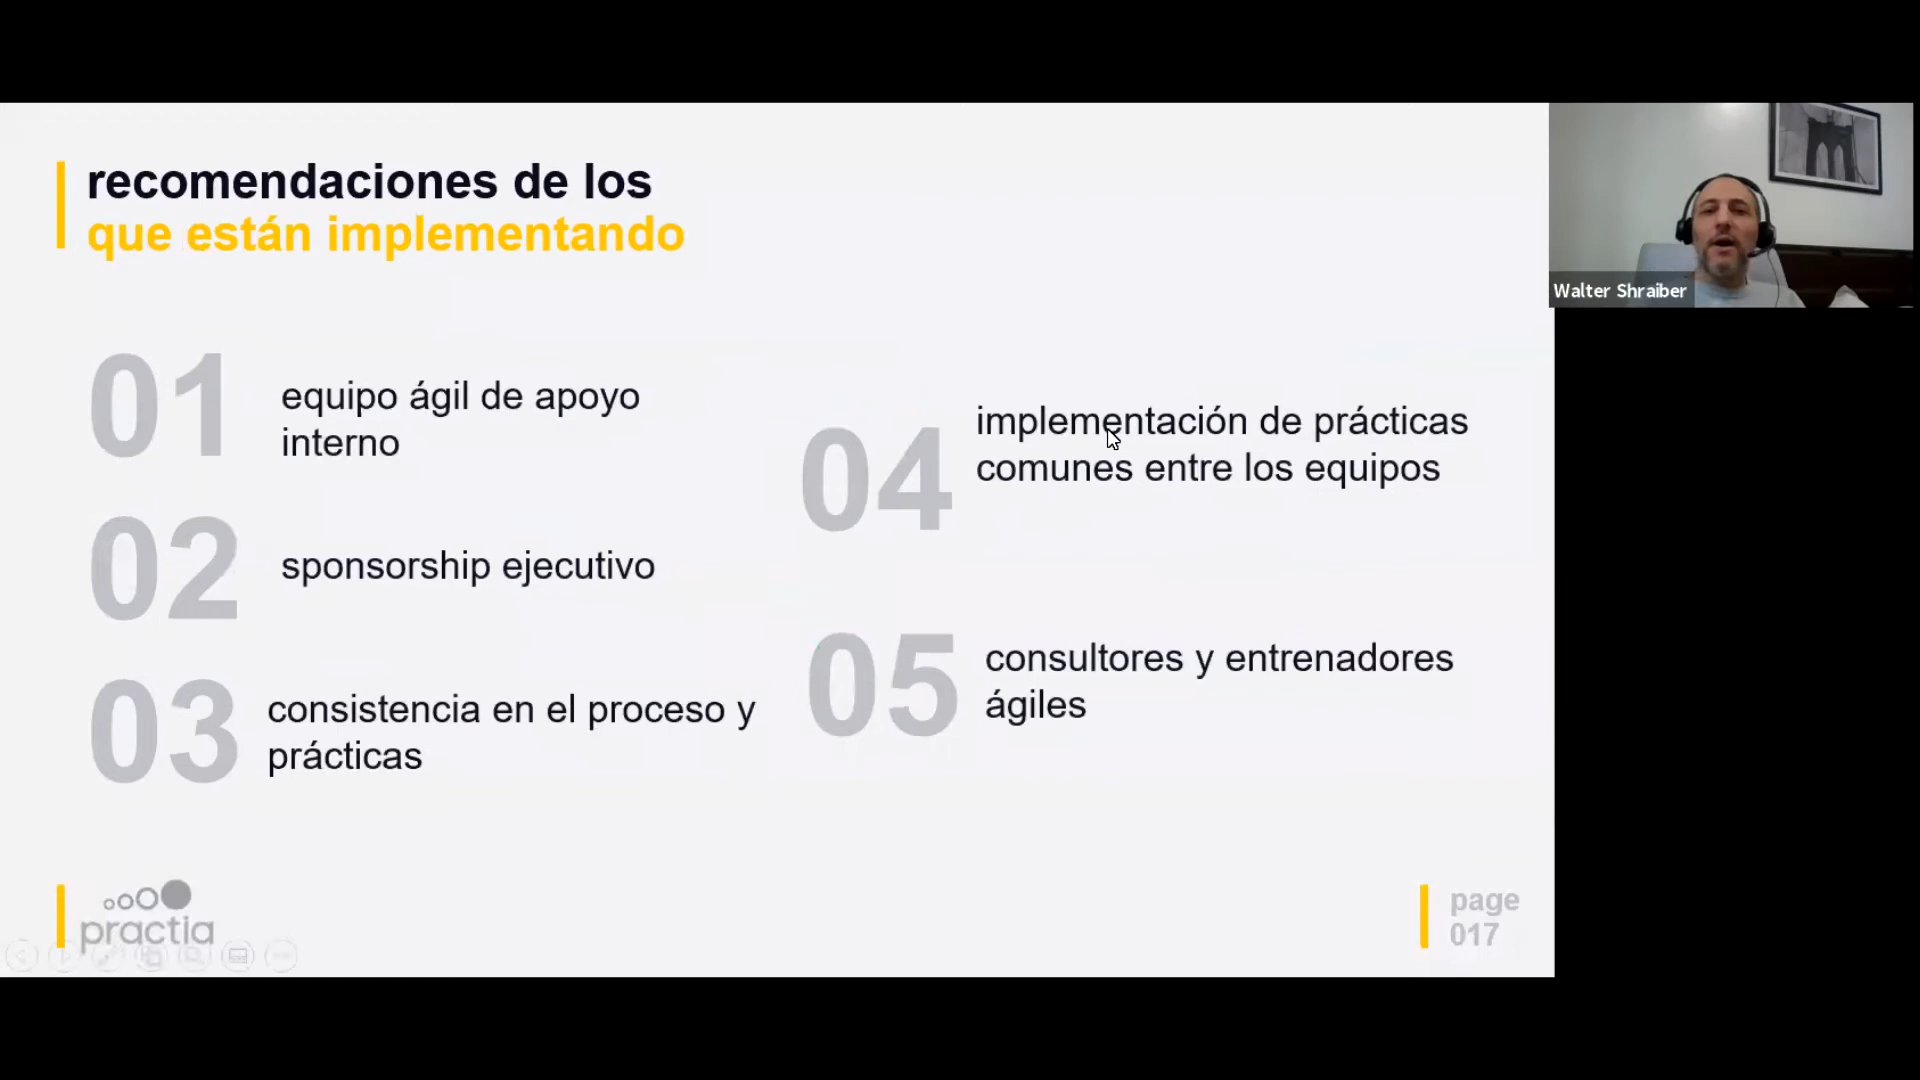 recomendaciones de los
que están implementando
01
equipo ágil de apoyo
interno
02
sponsorship ejecutivo
03
consistencia en el proceso y
prácticas
04
implementación de prácticas
comunes entre los equipos
05
consultores y entrenadores
ágiles
practia
page
017
Walter Shraiber